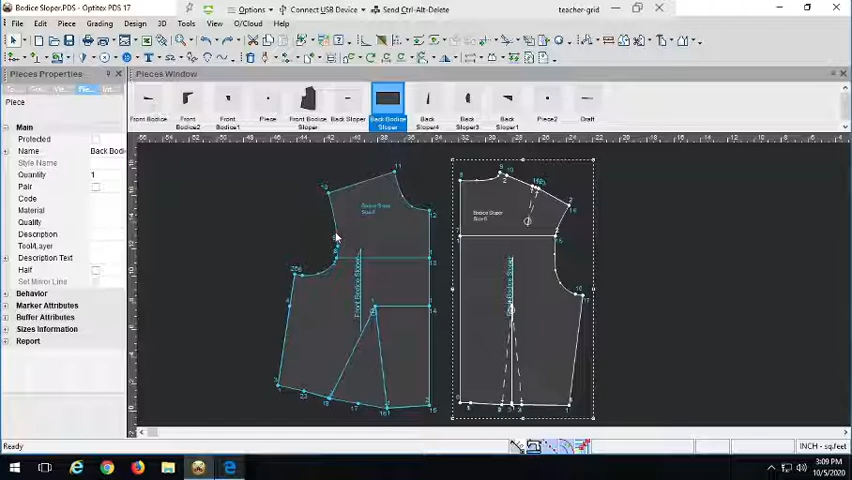 Bodice Sloper.PDS - Optitex PDS 17
Options
Connect USB Device
Send Ctrl-Alt-Delete
teacher-grid
File Edit Piece Grading Design 3D Tools View O/Cloud Help
Pieces Properties
Pieces Window
Piece
Main
Protected
Name Back Bodi
Style Name
Quantity 1
Pair
Code
Material
Quality
Description
Tool/Layer
Description Text
Half
Set Mirror Line
Behavior
Marker Attributes
Buffer Attributes
Sizes Information
Report
Front Bodice
Front Bodice2
Front Bodice1
Piece
Front Bodice Sloper
Back Sloper
Back Bodice Sloper
Back Sloper4
Back Sloper3
Back Sloper1
Piece2
Draft
Bodice Sloper
Front Bodice Sloper
Bodice Sloper
INCH - sq.feet
3:09 PM
10/5/2020